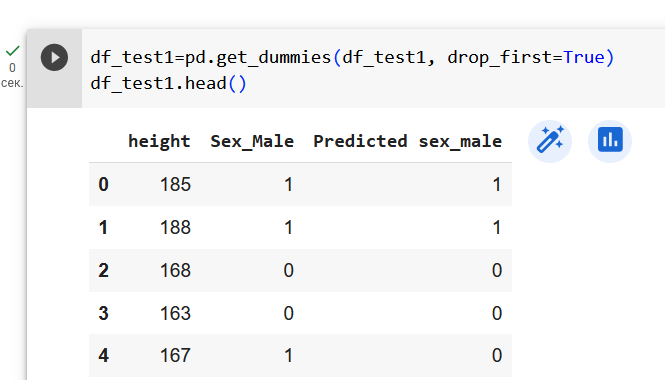 df_test1=pd.get_dummies(df_test1, drop_first=True)
0
сек.
df_test1.head()
height Sex_Male Predicted sex_male
0 185 1 1
1 188 1 1
2 168 0 0
3 163 0 0
4 167 1 0